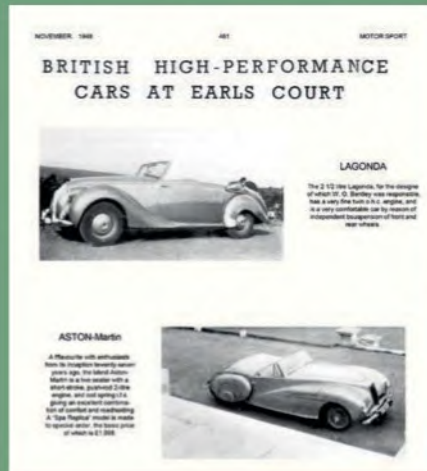 NOVEMBER, 1948
461
MOTOR SPORT
BRITISH HIGH-PERFORMANCE
CARS AT EARLS COURT
LAGONDA
The 2 1/2 litre Lagonda, for the designe
of which W. O. Bentley was responsible,
has a very fine twin o.h.c. engine, and
is a very comfortable car by reason of
independent bsuspension of front and
rear wheels.
ASTON-Martin
with enthusiasts
from its inception twenty-seven
years ago, the latest Aston-
Martin is a two seater with a
short-stroke, push-rod 2-litre
engine, and coil spring i.f.s.
giving an excellent combina-
tion of comfort and roadholding
A "Spa Replica" model is made
to special order, the basic price
of which is